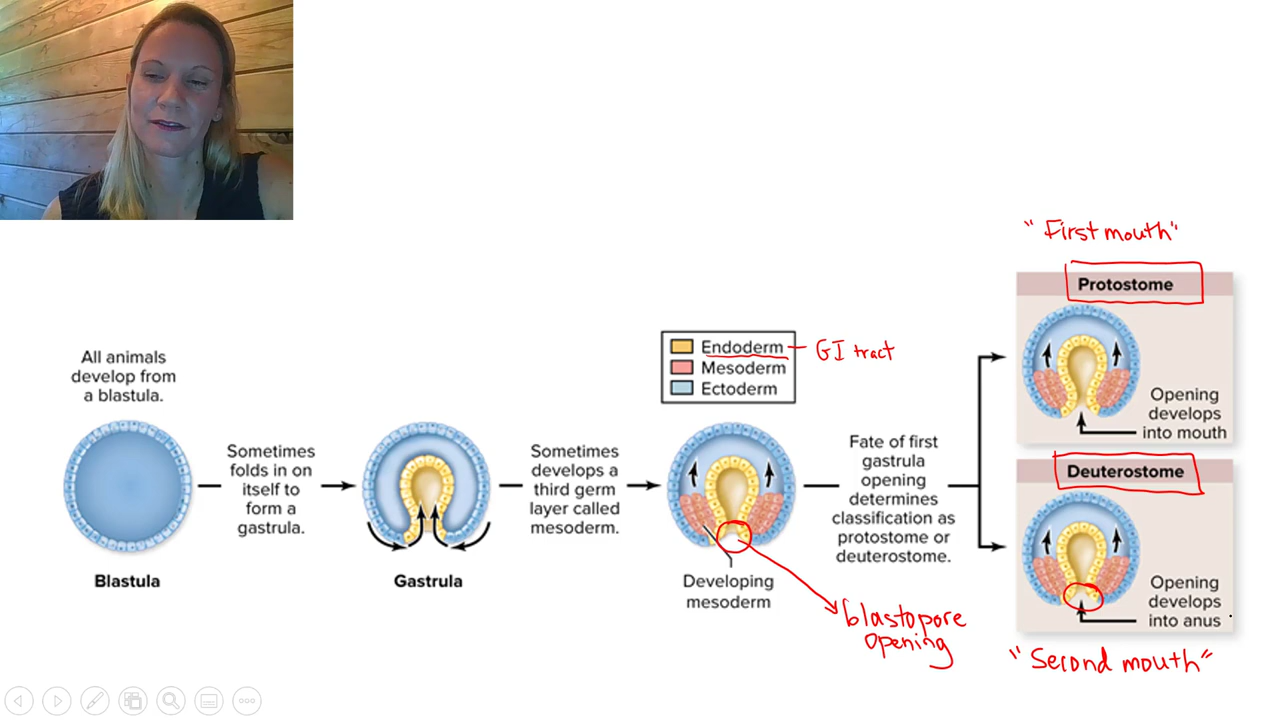 "First mouth"
Protostome
Opening
develops
into mouth
All animals
develop from
a blastula.
Blastula
Sometimes
folds in on
itself to
form a
gastrula.
Gastrula
Sometimes
develops a
third germ
layer called
mesoderm.
Endoderm
GI tract
Mesoderm
Ectoderm
Developing
mesoderm
blastopore
opening
Fate of first
gastrula
opening
determines
classification as
protostome or
deuterostome.
Deuterostome
Opening
develops
into anus
"Second mouth"